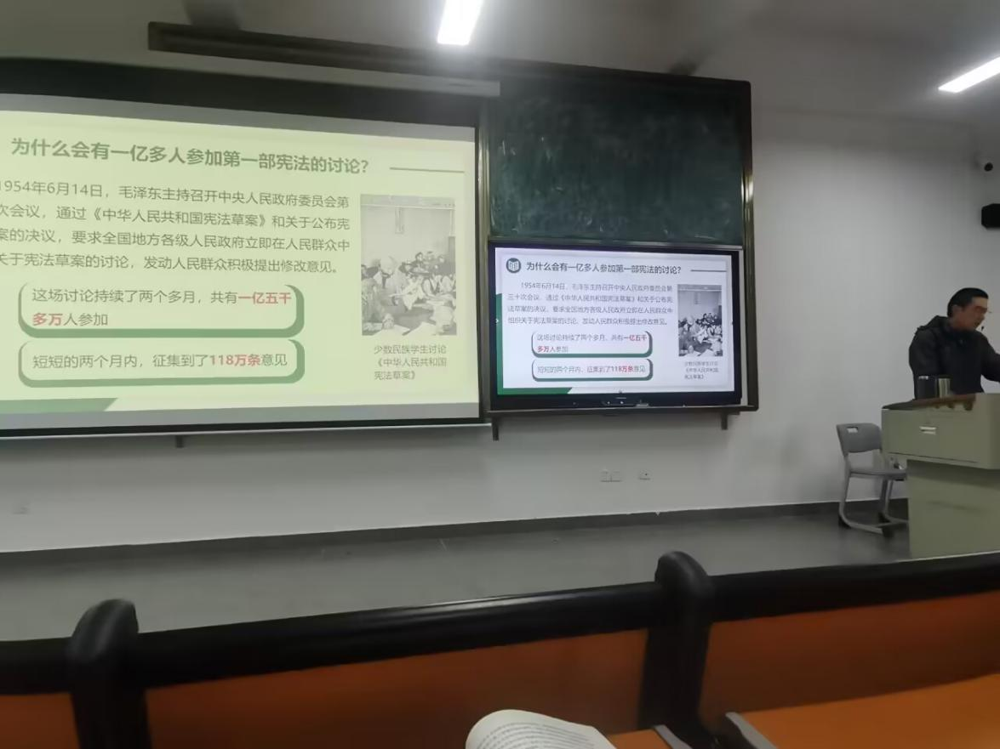 为什么会有一亿多人参加第一部宪法的讨论？
1954年6月14日，毛泽东主持召开中央人民政府委员会第
次会议，通过《中华人民共和国宪法草案》和关于公布宪
案的决议，要求全国地方各级人民政府立即在人民群众中
关于宪法草案的讨论，发动人民群众积极提出修改意见。
这场讨论持续了两个多月，共有一亿五千
多万人参加
短短的两个月内，征集到了118万条意见
少数民族学生讨论
《中华人民共和国
宪法草案》
为什么会有一亿多人参加第一部宪法的讨论？
1954年6月14日，毛泽东主持召开中央人民政府委员会第
三十次会议，通过《中华人民共和国宪法草案》和关于公布宪
法草案的决议，要求全国地方各级人民政府立即在人民群众中
组织关于宪法草案的讨论，发动人民群众积极提出修改意见。
这场讨论持续了两个多月，共有一亿五千
多万人参加
短短的两个月内，征集到了118万条意见
少数民族学生讨论
《中华人民共和国
宪法草案》